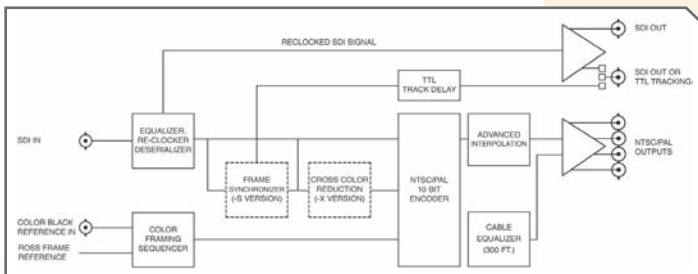 RECLOCKED SDI SIGNAL
SDI OUT
TTL
TRACK DELAY
SDI OUT OR
TTL TRACKING
SDI IN
EQUALIZER,
RE-CLOCKER
DESERIALIZER
FRAME
SYNCHRONIZER
(-S VERSION)
CROSS COLOR
REDUCTION
(-X VERSION)
NTSC/PAL
10 BIT
ENCODER
ADVANCED
INTERPOLATION
NTSC/PAL
OUTPUTS
COLOR BLACK
REFERENCE IN
ROSS FRAME
REFERENCE
COLOR
FRAMING
SEQUENCER
CABLE
EQUALIZER
(300 FT.)